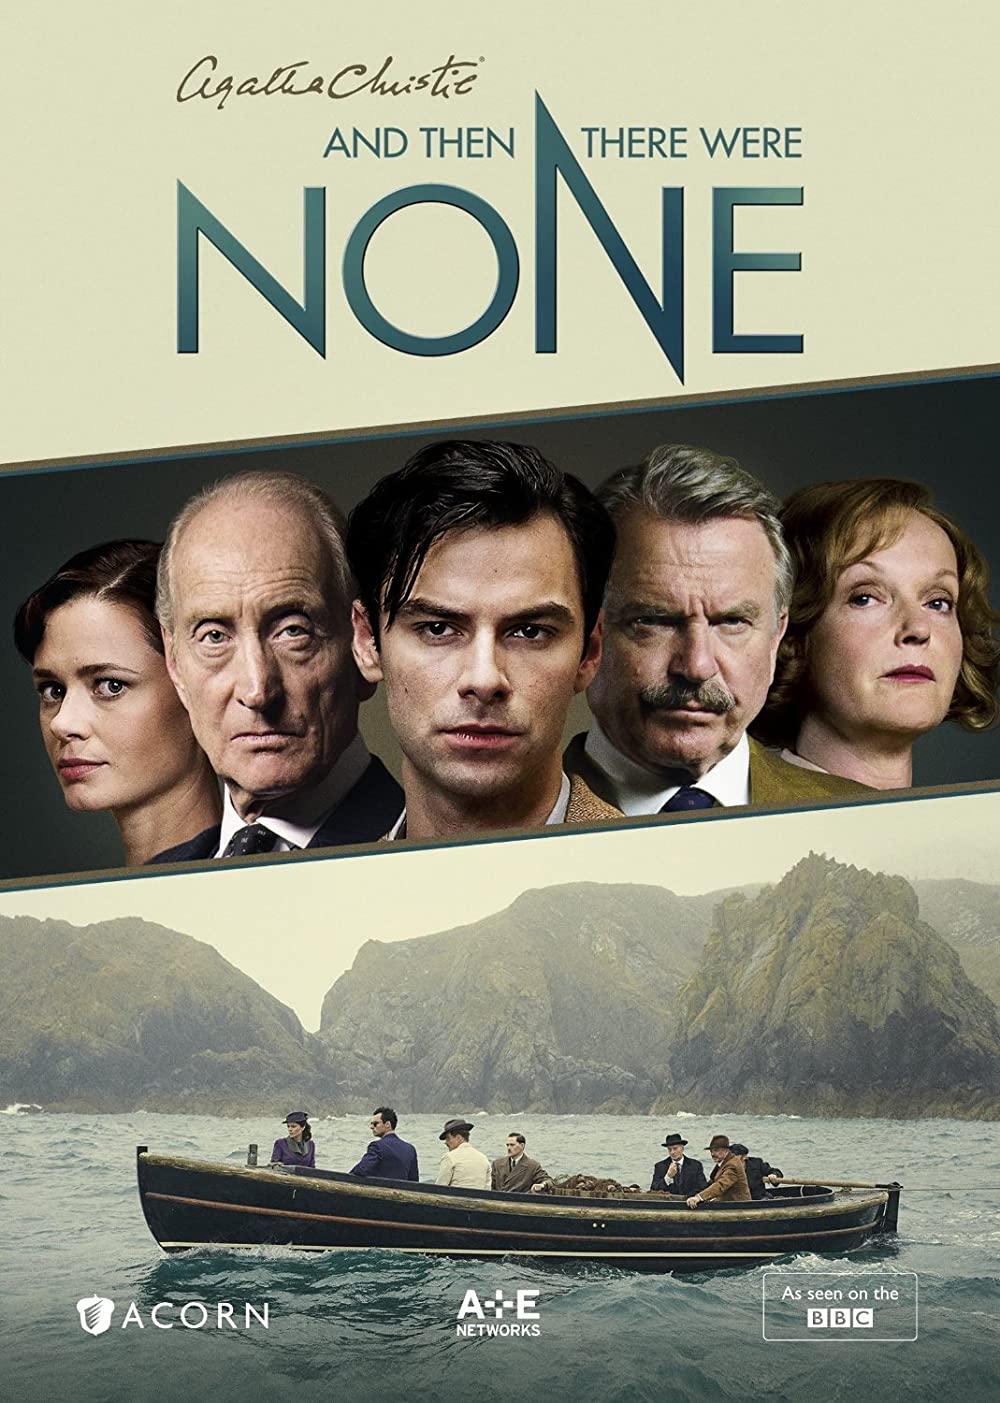 Agatha Christie®
AND THEN THERE WERE
NONE
ACORN
A+E
NETWORKS
As seen on the
BBC